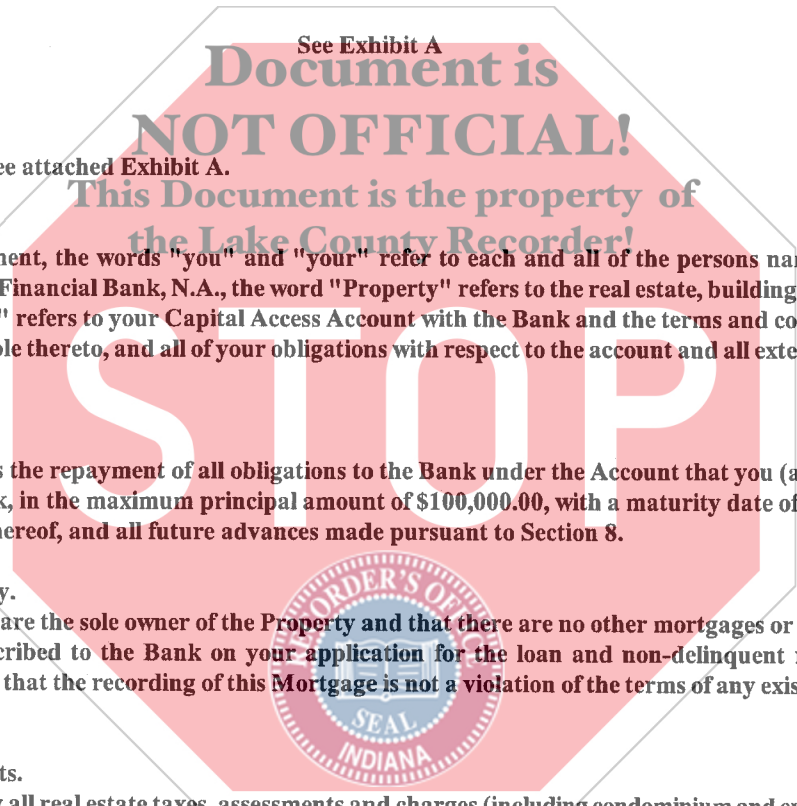 See Exhibit A
Document is
NOT OFFICIAL!
ee attached Exhibit A.
This Document is the property of
the Lake County Recorder!
ent, the words "you" and "your" refer to each and all of the persons na
Financial Bank, N.A., the word "Property" refers to the real estate, building
" refers to your Capital Access Account with the Bank and the terms and co
le thereto, and all of your obligations with respect to the account and all exte
STOP
s the repayment of all obligations to the Bank under the Account that you (a
k, in the maximum principal amount of $100,000.00, with a maturity date of
ereof, and all future advances made pursuant to Section 8.
y.
are the sole owner of the Property and that there are no other mortgages or
cribed to the Bank on your application for the loan and non-delinquent
that the recording of this Mortgage is not a violation of the terms of any exis
RECORDER'S OFFICE
SEAL
INDIANA
ts.
all real estate taxes, assessments and charges (including condominium and